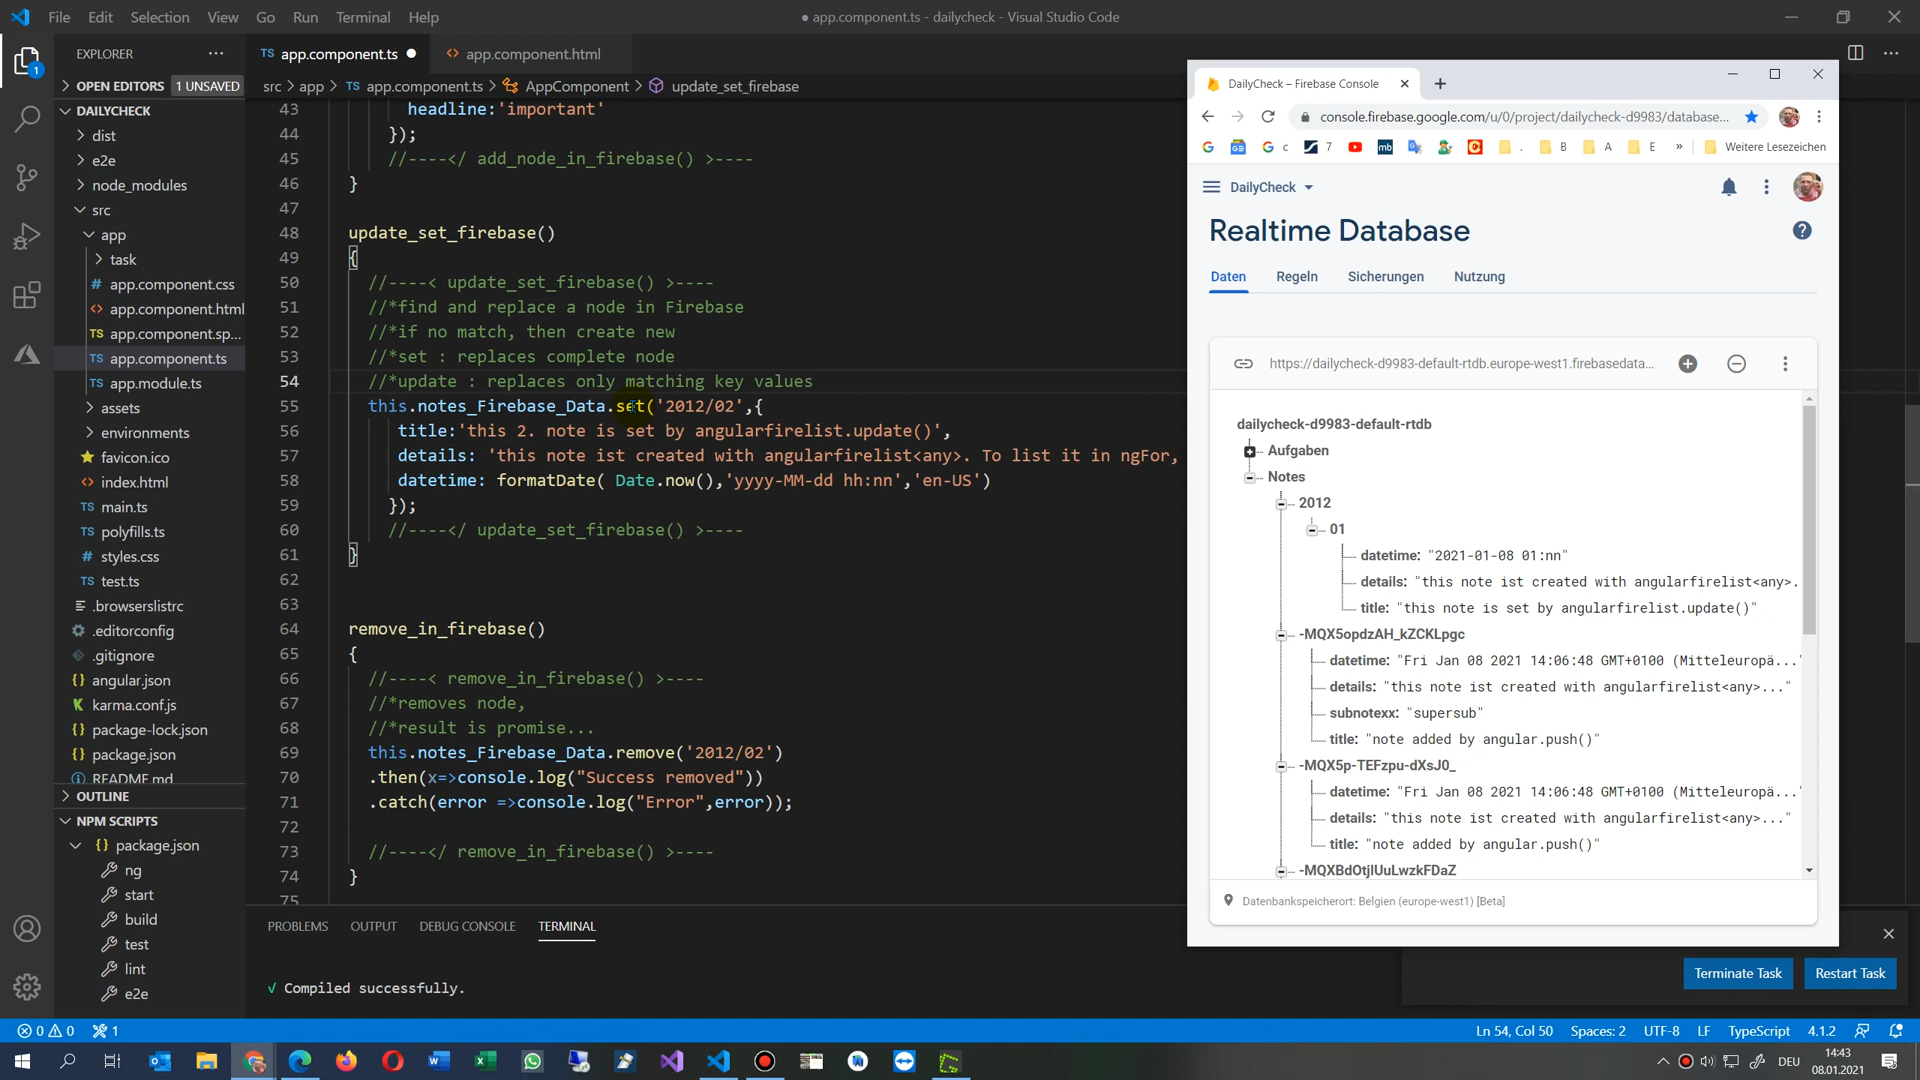 File Edit Selection View Go Run Terminal Help
● app.component.ts - dailycheck - Visual Studio Code
EXPLORER
OPEN EDITORS 1 UNSAVED
DAILYCHECK
dist
e2e
node_modules
src
app
task
app.component.css
app.component.html
app.component.sp...
app.component.ts
app.module.ts
assets
environments
favicon.ico
index.html
main.ts
polyfills.ts
styles.css
test.ts
.browserslistrc
.editorconfig
.gitignore
angular.json
karma.conf.js
package-lock.json
package.json
README.md
OUTLINE
NPM SCRIPTS
package.json
ng
start
build
test
lint
e2e
TS app.component.ts ●
<> app.component.html
src > app > TS app.component.ts > AppComponent > update_set_firebase
43 headline:'important'
44 });
45 //----</ add_node_in_firebase() >----
46 }
47
48 update_set_firebase()
49 {
50 //----< update_set_firebase() >----
51 //*find and replace a node in Firebase
52 //*if no match, then create new
53 //*set : replaces complete node
54 //*update : replaces only matching key values
55 this.notes_Firebase_Data.set('2012/02',{
56 title:'this 2. note is set by angularfirelist.update()',
57 details: 'this note ist created with angularfirelist<any>. To list it in ngFor,
58 datetime: formatDate( Date.now(),'yyyy-MM-dd hh:nn','en-US')
59 });
60 //----</ update_set_firebase() >----
61 }
62
63
64 remove_in_firebase()
65 {
66 //----< remove_in_firebase() >----
67 //*removes node,
68 //*result is promise...
69 this.notes_Firebase_Data.remove('2012/02')
70 .then(x=>console.log("Success removed"))
71 .catch(error =>console.log("Error",error));
72
73 //----</ remove_in_firebase() >----
74 }
75
PROBLEMS OUTPUT DEBUG CONSOLE TERMINAL
√ Compiled successfully.
DailyCheck – Firebase Console
console.firebase.google.com/u/0/project/dailycheck-d9983/database...
c 7 mb . B A E » Weitere Lesezeichen
DailyCheck
Realtime Database
Daten Regeln Sicherungen Nutzung
https://dailycheck-d9983-default-rtdb.europe-west1.firebasedata...
dailycheck-d9983-default-rtdb
Aufgaben
Notes
2012
01
datetime: "2021-01-08 01:nn"
details: "this note ist created with angularfirelist<any>.
title: "this note is set by angularfirelist.update()"
-MQX5opdzAH_kZCKLpgc
datetime: "Fri Jan 08 2021 14:06:48 GMT+0100 (Mitteleuropä..."
details: "this note ist created with angularfirelist<any>..."
subnotexx: "supersub"
title: "note added by angular.push()"
-MQX5p-TEFzpu-dXsJ0_
datetime: "Fri Jan 08 2021 14:06:48 GMT+0100 (Mitteleuropä..."
details: "this note ist created with angularfirelist<any>..."
title: "note added by angular.push()"
-MQXBdOtjlUuLwzkFDaZ
Datenbankspeicherort: Belgien (europe-west1) [Beta]
Terminate Task Restart Task
0 0 1
Ln 54, Col 50 Spaces: 2 UTF-8 LF TypeScript 4.1.2
DEU
14:43
08.01.2021